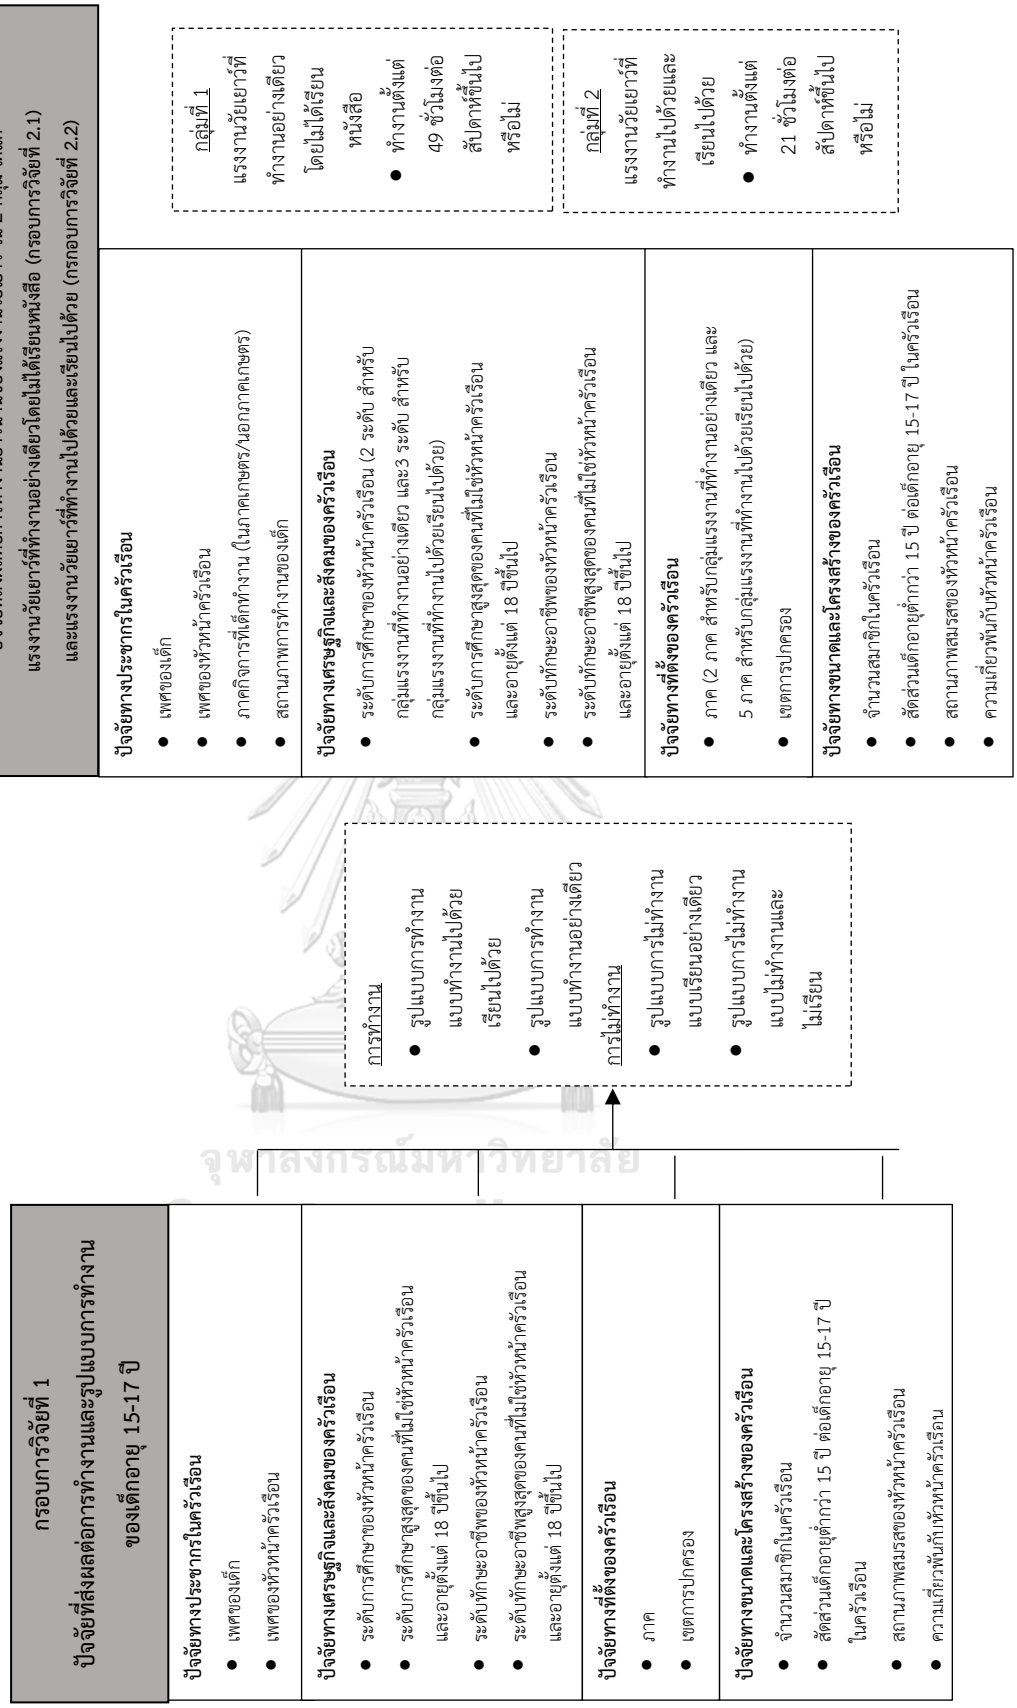 กรอบการวิจัยที่ 1
ปัจจัยที่ส่งผลต่อการทำงานและรูปแบบการทำงาน
ของเด็กอายุ 15-17 ปี
ปัจจัยทางประชากรในครัวเรือน
● เพศของเด็ก
● เพศของหัวหน้าครัวเรือน
ปัจจัยทางเศรษฐกิจและสังคมของครัวเรือน
● ระดับการศึกษาของหัวหน้าครัวเรือน
● ระดับการศึกษาสูงสุดของคนที่ไม่ใช่หัวหน้าครัวเรือน
และอายุตั้งแต่ 18 ปีขึ้นไป
● ระดับทักษะอาชีพของหัวหน้าครัวเรือน
● ระดับทักษะอาชีพสูงสุดของคนที่ไม่ใช่หัวหน้าครัวเรือน
และอายุตั้งแต่ 18 ปีขึ้นไป
ปัจจัยทางที่ตั้งของครัวเรือน
● ภาค
● เขตการปกครอง
ปัจจัยทางขนาดและโครงสร้างของครัวเรือน
● จำนวนสมาชิกในครัวเรือน
● สัดส่วนเด็กอายุต่ำกว่า 15 ปี ต่อเด็กอายุ 15-17 ปี
ในครัวเรือน
● สถานภาพสมรสของหัวหน้าครัวเรือน
● ความเกี่ยวพันกับหัวหน้าครัวเรือน
การทำงาน
● รูปแบบการทำงาน
แบบทำงานไปด้วย
เรียนไปด้วย
● รูปแบบการทำงาน
แบบทำงานอย่างเดียว
การไม่ทำงาน
● รูปแบบการไม่ทำงาน
แบบเรียนอย่างเดียว
● รูปแบบการไม่ทำงาน
แบบไม่ทำงานและ
ไม่เรียน
จุฬาลงกรณ์มหาวิทยาลัย
แรงงานวัยเยาว์ที่ทำงานอย่างเดียวโดยไม่ได้เรียนหนังสือ (กรอบการวิจัยที่ 2.1)
และแรงงานวัยเยาว์ที่ทำงานไปด้วยและเรียนไปด้วย (กรกอบการวิจัยที่ 2.2)
ปัจจัยทางประชากรในครัวเรือน
● เพศของเด็ก
● เพศของหัวหน้าครัวเรือน
● ภาคกิจการที่เด็กทำงาน (ในภาคเกษตร/นอกภาคเกษตร)
● สถานภาพการทำงานของเด็ก
ปัจจัยทางเศรษฐกิจและสังคมของครัวเรือน
● ระดับการศึกษาของหัวหน้าครัวเรือน (2 ระดับ สำหรับ
กลุ่มแรงงานที่ทำงานอย่างเดียว และ3 ระดับ สำหรับ
กลุ่มแรงงานที่ทำงานไปด้วยเรียนไปด้วย)
● ระดับการศึกษาสูงสุดของคนที่ไม่ใช่หัวหน้าครัวเรือน
และอายุตั้งแต่ 18 ปีขึ้นไป
● ระดับทักษะอาชีพของหัวหน้าครัวเรือน
● ระดับทักษะอาชีพสูงสุดของคนที่ไม่ใช่หัวหน้าครัวเรือน
และอายุตั้งแต่ 18 ปีขึ้นไป
ปัจจัยทางที่ตั้งของครัวเรือน
● ภาค (2 ภาค สำหรับกลุ่มแรงงานที่ทำงานอย่างเดียว และ
5 ภาค สำหรับกลุ่มแรงงานที่ทำงานไปด้วยเรียนไปด้วย)
● เขตการปกครอง
ปัจจัยทางขนาดและโครงสร้างของครัวเรือน
● จำนวนสมาชิกในครัวเรือน
● สัดส่วนเด็กอายุต่ำกว่า 15 ปี ต่อเด็กอายุ 15-17 ปี ในครัวเรือน
● สถานภาพสมรสของหัวหน้าครัวเรือน
● ความเกี่ยวพันกับหัวหน้าครัวเรือน
กลุ่มที่ 1
แรงงานวัยเยาว์ที่
ทำงานอย่างเดียว
โดยไม่ได้เรียน
หนังสือ
● ทำงานตั้งแต่
49 ชั่วโมงต่อ
สัปดาห์ขึ้นไป
หรือไม่
กลุ่มที่ 2
แรงงานวัยเยาว์ที่
ทำงานไปด้วยและ
เรียนไปด้วย
● ทำงานตั้งแต่
21 ชั่วโมงต่อ
สัปดาห์ขึ้นไป
หรือไม่